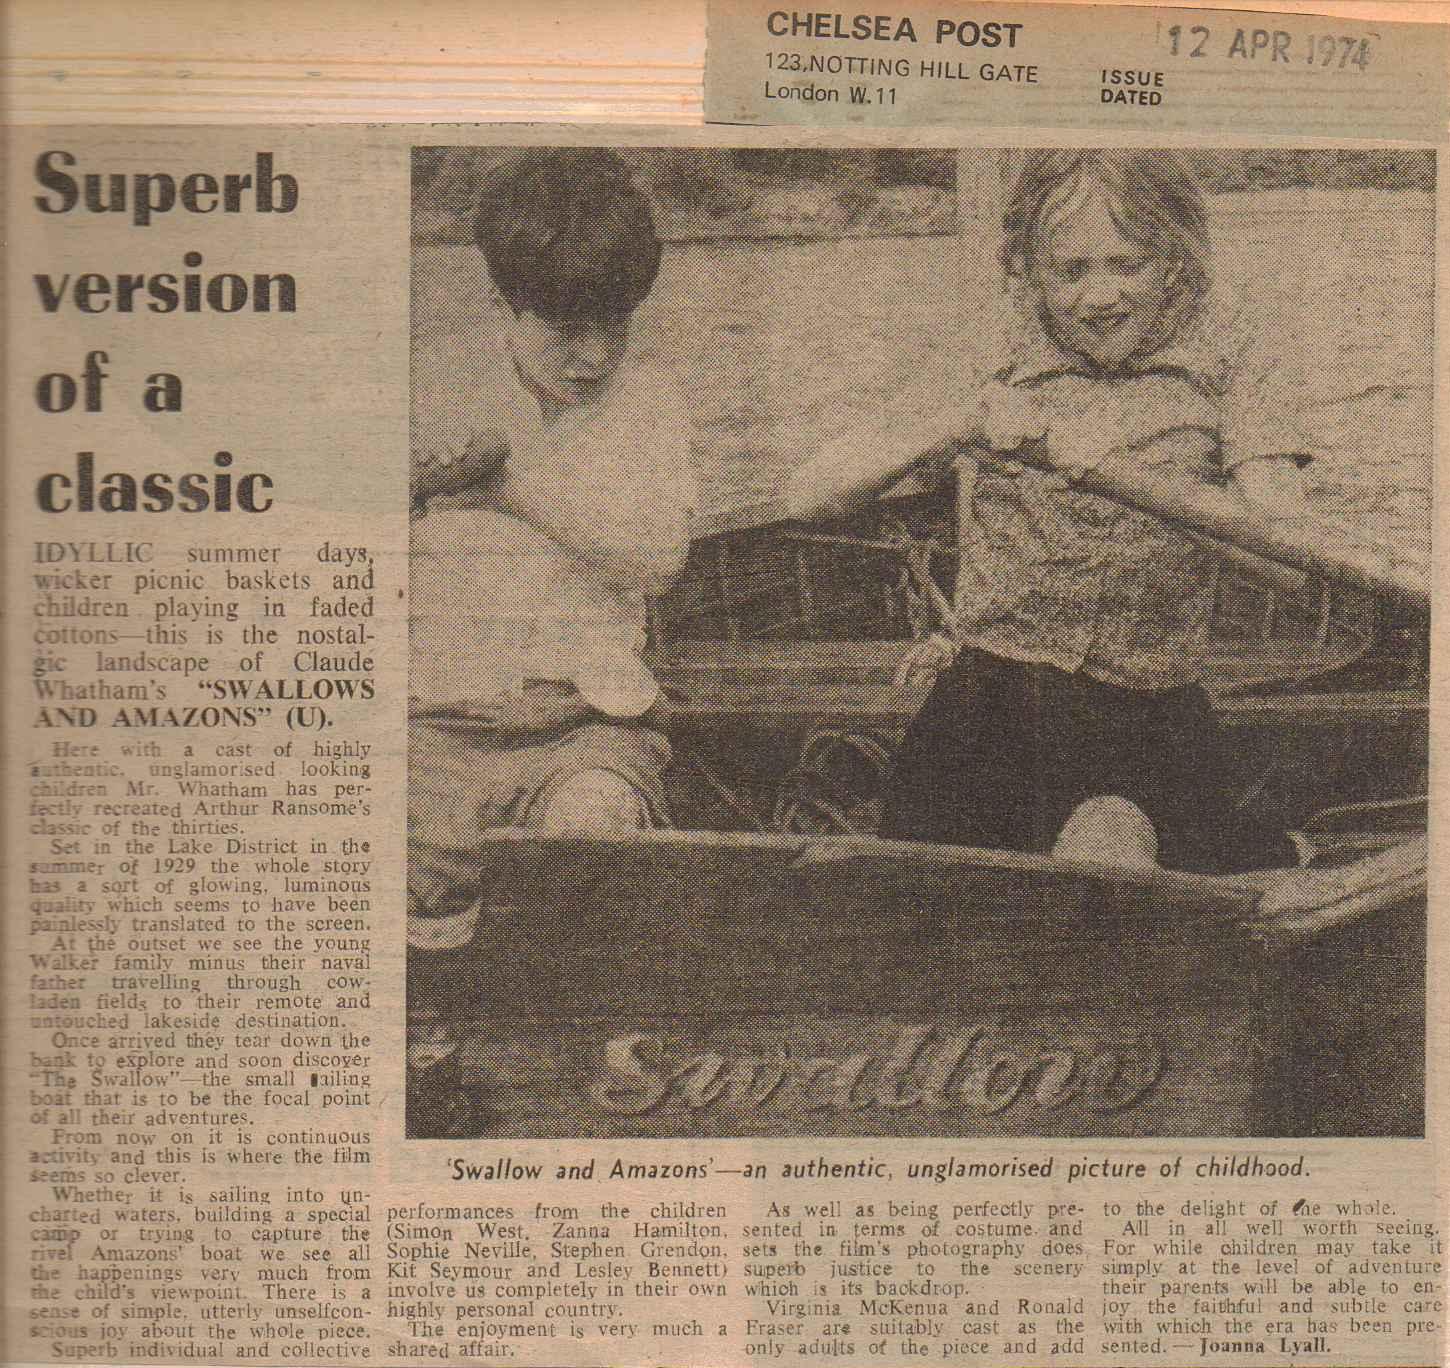 CHELSEA POST
123, NOTTING HILL GATE
London W.11
ISSUE
DATED
12 APR 1974
Superb
version
of a
classic
IDYLLIC summer days,
wicker picnic baskets and
children playing in faded
cottons—this is the nostal-
gic landscape of Claude
Whatham's "SWALLOWS
AND AMAZONS" (U).
Here with a cast of highly
authentic, unglamorised looking
children Mr. Whatham has per-
fectly recreated Arthur Ransome's
classic of the thirties.
Set in the Lake District in the
summer of 1929 the whole story
has a sort of glowing, luminous
quality which seems to have been
painlessly translated to the screen.
At the outset we see the young
Walker family minus their naval
father travelling through cow-
laden fields to their remote and
untouched lakeside destination.
Once arrived they tear down the
bank to explore and soon discover
"The Swallow"—the small sailing
boat that is to be the focal point
of all their adventures.
From now on it is continuous
activity and this is where the film
seems so clever.
Whether it is sailing into un-
charted waters, building a special
camp or trying to capture the
rivel Amazons' boat we see all
the happenings very much from
the child's viewpoint. There is a
sense of simple, utterly unselfcon-
scious joy about the whole piece.
Superb individual and collective
Swallow
'Swallow and Amazons'—an authentic, unglamorised picture of childhood.
performances from the children
(Simon West, Zanna Hamilton,
Sophie Neville, Stephen Grendon,
Kit Seymour and Lesley Bennett)
involve us completely in their own
highly personal country.
The enjoyment is very much a
shared affair.
As well as being perfectly pre-
sented in terms of costume and
sets the film's photography does
superb justice to the scenery
which is its backdrop.
Virginia McKenua and Ronald
Fraser are suitably cast as the
only adults of the piece and add
to the delight of the whole.
All in all well worth seeing.
For while children may take it
simply at the level of adventure
their parents will be able to en-
joy the faithful and subtle care
with which the era has been pre-
sented. — Joanna Lyall.